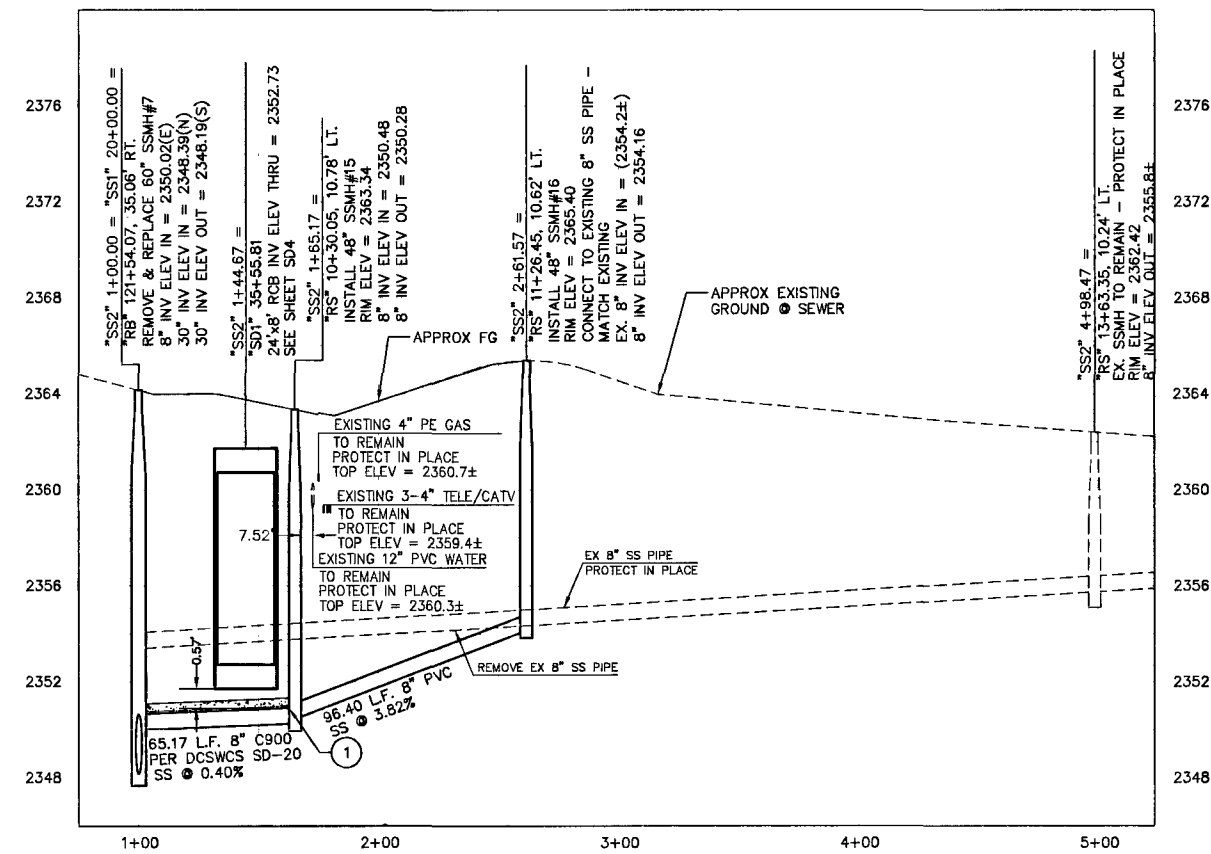 2376
2372
2368
2364
2360
2356
2352
2348
"SS2" 1+00.00 = "SS1" 20+00.00 =
"RB" 121+54.07, 35.06' RT.
REMOVE & REPLACE 60" SSMH#7
8" INV ELEV IN = 2350.02(E)
30" INV ELEV IN = 2348.39(N)
30" INV ELEV OUT = 2348.19(S)
"SS2" 1+44.67 =
"SD1" 35+55.81
24'x8' RCB INV ELEV THRU = 2352.73
SEE SHEET SD4
"SS2" 1+65.17 =
"RS" 10+30.05, 10.78' LT.
INSTALL 48" SSMH#15
RIM ELEV = 2363.34
8" INV ELEV IN = 2350.48
8" INV ELEV OUT = 2350.28
"SS2" 2+61.57 =
"RS" 11+26.45, 10.62' LT.
INSTALL 48" SSMH#16
RIM ELEV = 2365.40
CONNECT TO EXISTING 8" SS PIPE –
MATCH EXISTING
EX. 8" INV ELEV IN = (2354.2±)
8" INV ELEV OUT = 2354.16
"SS2" 4+98.47 =
"RS" 13+63.35, 10.24' LT.
EX. SSMH TO REMAIN – PROTECT IN PLACE
RIM ELEV = 2362.42
8" INV ELEV OUT = 2355.8±
APPROX EXISTING
GROUND @ SEWER
APPROX FG
EXISTING 4" PE GAS
TO REMAIN
PROTECT IN PLACE
TOP ELEV = 2360.7±
EXISTING 3-4" TELE/CATV
TO REMAIN
PROTECT IN PLACE
TOP ELEV = 2359.4±
7.52'
EXISTING 12" PVC WATER
TO REMAIN
PROTECT IN PLACE
TOP ELEV = 2360.3±
EX 8" SS PIPE
PROTECT IN PLACE
REMOVE EX 8" SS PIPE
0.57'
96.40 L.F. 8" PVC
SS @ 3.82%
65.17 L.F. 8" C900
PER DCSWCS SD-20
SS @ 0.40%
1
2376
2372
2368
2364
2360
2356
2352
2348
1+00
2+00
3+00
4+00
5+00